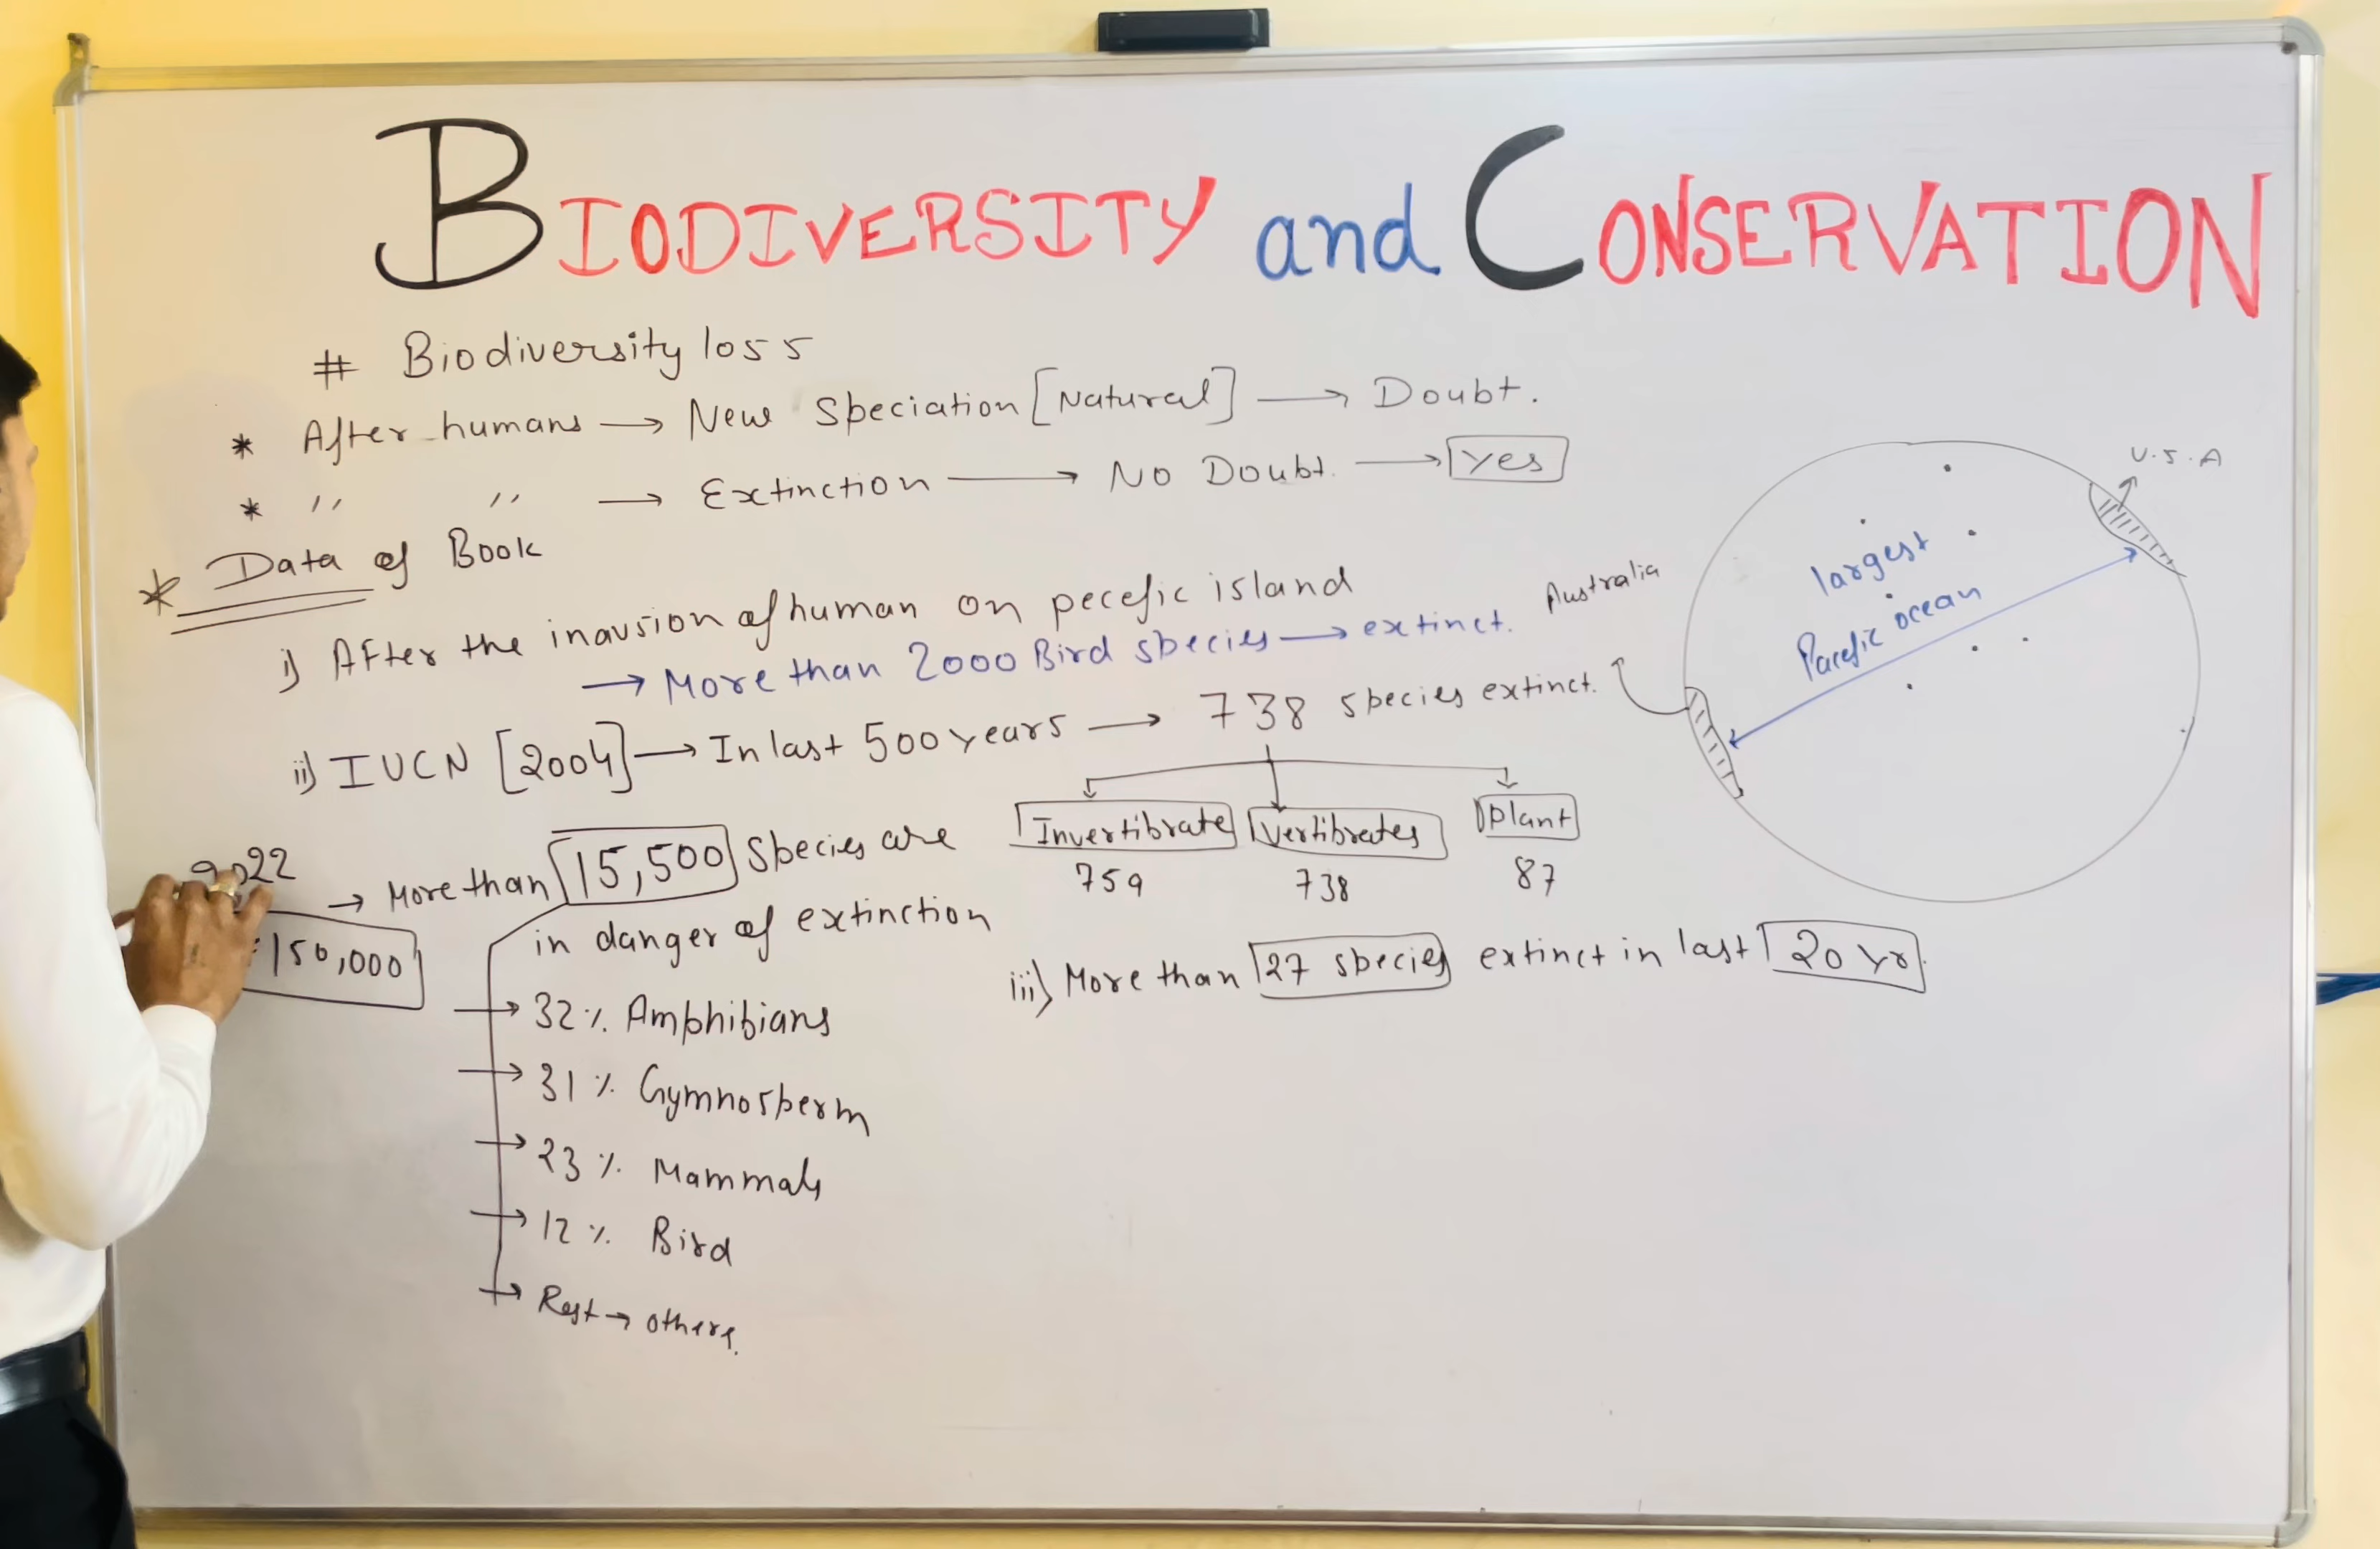 BIODIVERSITY and CONSERVATION
# Biodiversity loss
* After humans → New Speciation [Natural] → Doubt.
* " " → Extinction → No Doubt. → Yes
* Data of Book
i) After the inavsion of human on pecefic island
→ More than 2000 Bird species → extinct.
ii) IUCN [2004] → In last 500 years → 738 species extinct.
Invertibrate Vertibrates Plant
759 738 87
→ More than 15,500 species are
in danger of extinction
→ 32 % Amphibians
→ 31 % Gymnosperm
→ 23 % Mammals
→ 12 % Bird
→ Rest → others.
2022
150,000
iii) More than 27 species extinct in last 20 yr.
U.S.A
largest
Pacefic ocean
Australia